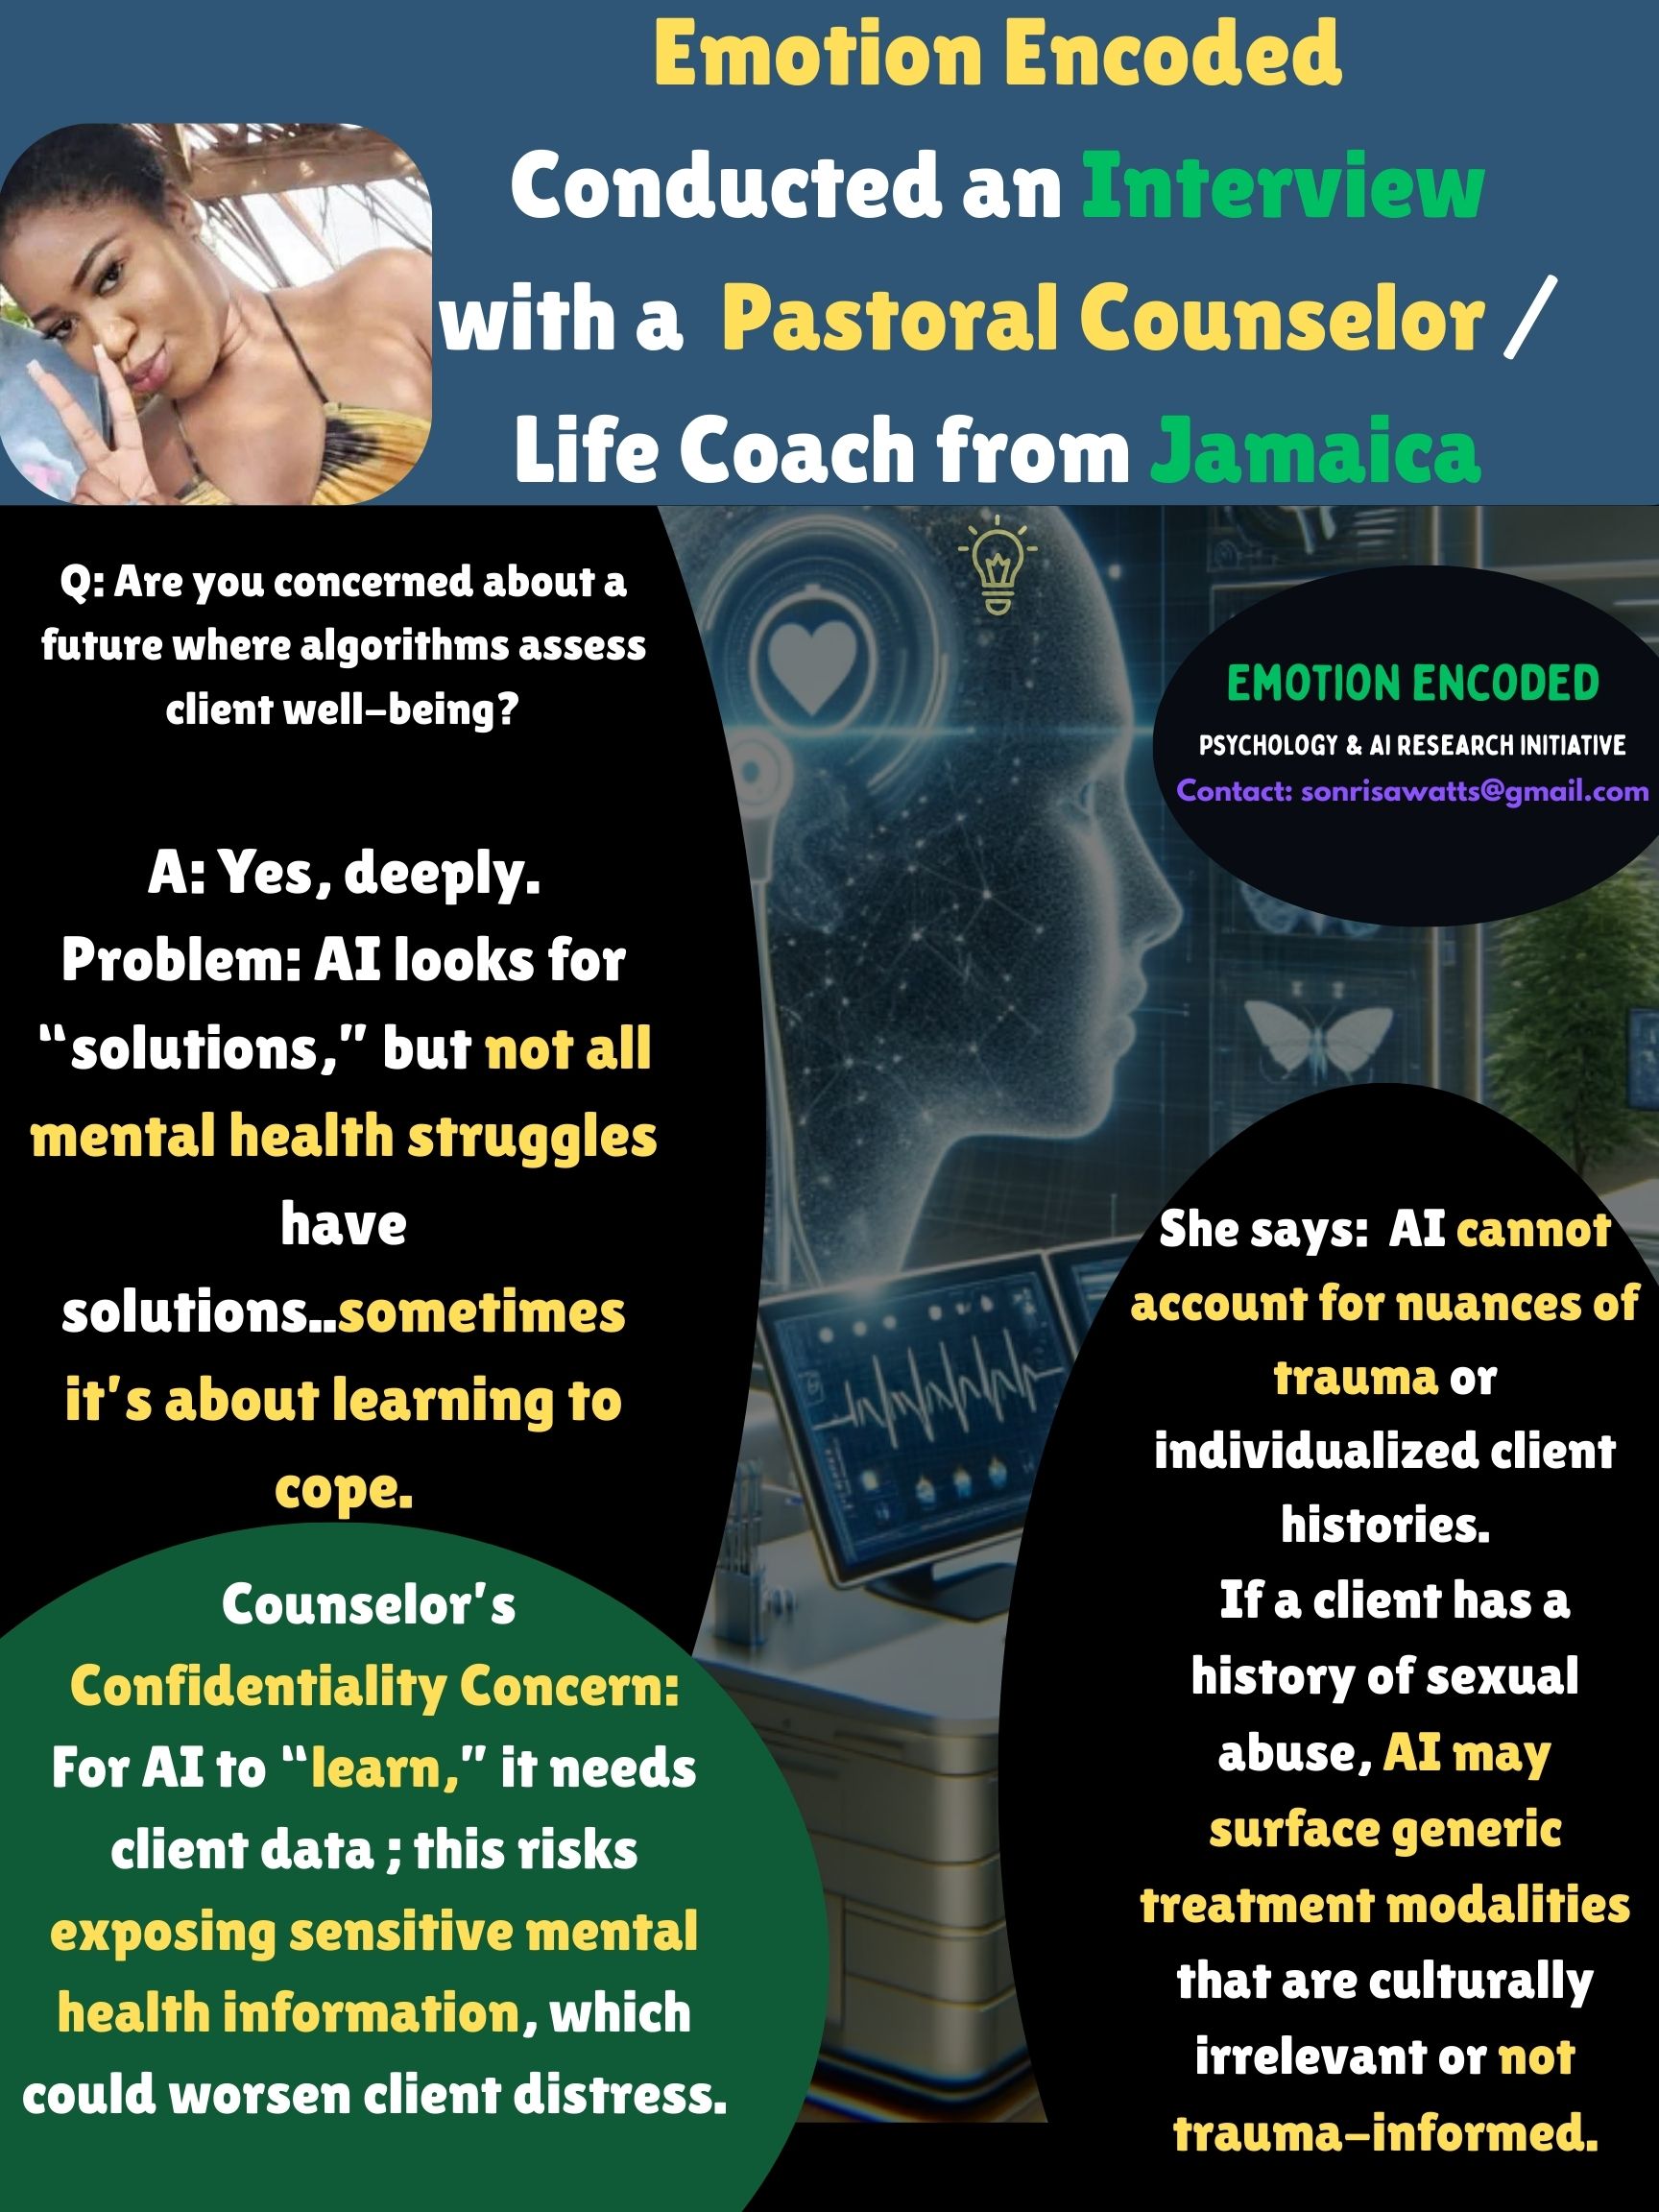 Emotion Encoded
Conducted an Interview
with a Pastoral Counselor /
Life Coach from Jamaica
Q: Are you concerned about a
future where algorithms assess
client well-being?
A: Yes, deeply.
Problem: AI looks for
“solutions,” but not all
mental health struggles
have
solutions..sometimes
it's about learning to
cope.
Counselor's
Confidentiality Concern:
For AI to “learn,” it needs
client data ; this risks
exposing sensitive mental
health information, which
could worsen client distress.
EMOTION ENCODED
PSYCHOLOGY & AI RESEARCH INITIATIVE
Contact: sonrisawatts@gmail.com
She says: AI cannot
account for nuances of
trauma or
individualized client
histories.
If a client has a
history of sexual
abuse, AI may
surface generic
treatment modalities
that are culturally
irrelevant or not
trauma-informed.